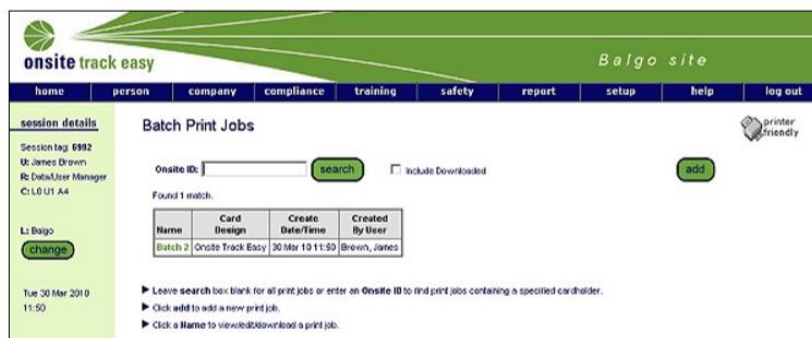 onsite track easy
Balgo site
home person company compliance training safety report setup help log out
session details
Session tag: 6992
U: James Brown
R: Data/User Manager
C: L0 U1 A4
L: Balgo
change
Tue 30 Mar 2010
11:50
Batch Print Jobs
printer
friendly
Onsite ID: search Include Downloaded add
Found 1 match.
Name Card Design Create Date/Time Created By User
Batch 2 Onsite Track Easy 30 Mar 10 11:50 Brown, James
Leave search box blank for all print jobs or enter an Onsite ID to find print jobs containing a specified cardholder.
Click add to add a new print job.
Click a Name to view/edit/download a print job.